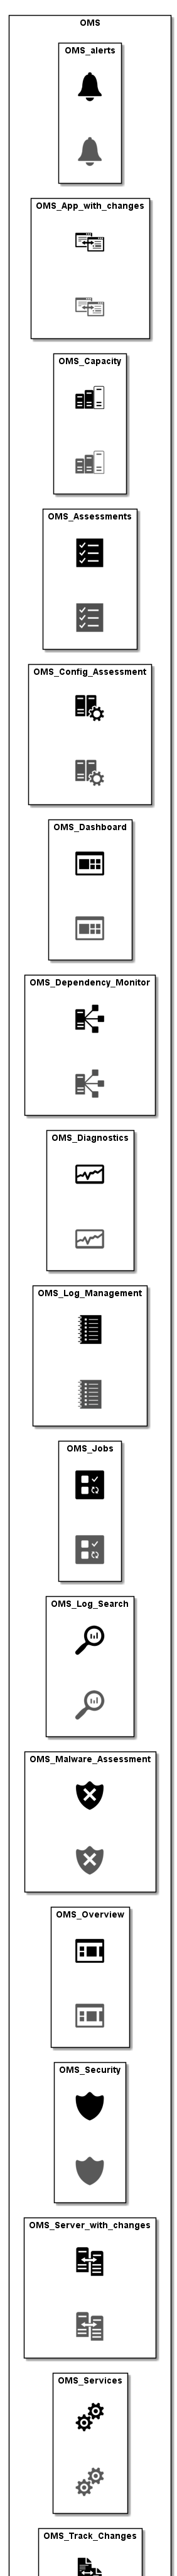 OMS
OMS_alerts
OMS_App_with_changes
OMS_Capacity
OMS_Assessments
OMS_Config_Assessment
OMS_Dashboard
OMS_Dependency_Monitor
OMS_Diagnostics
OMS_Log_Management
OMS_Jobs
OMS_Log_Search
OMS_Malware_Assessment
OMS_Overview
OMS_Security
OMS_Server_with_changes
OMS_Services
OMS_Track_Changes